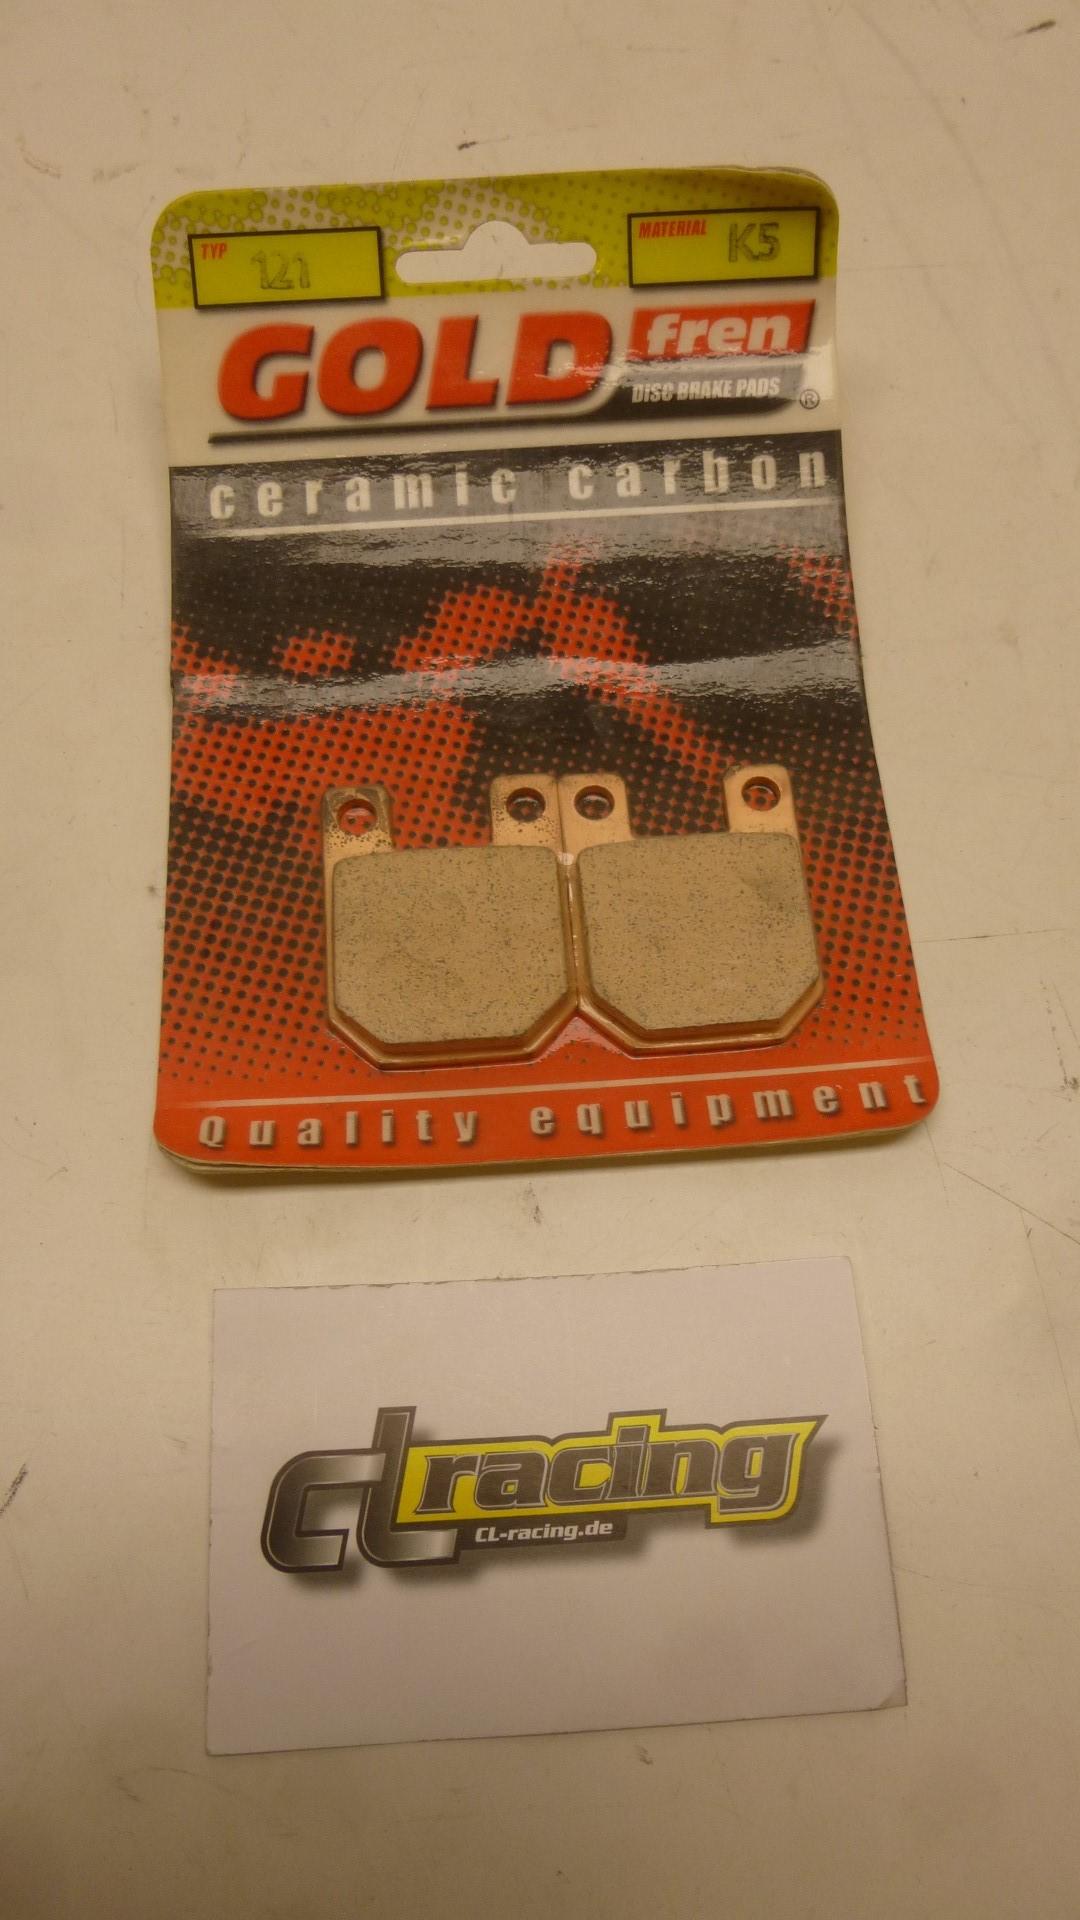 TYP
121
MATERIAL
K5
GOLD fren
DISC BRAKE PADS ®
ceramic carbon
Quality equipment
cl racing
CL-racing.de